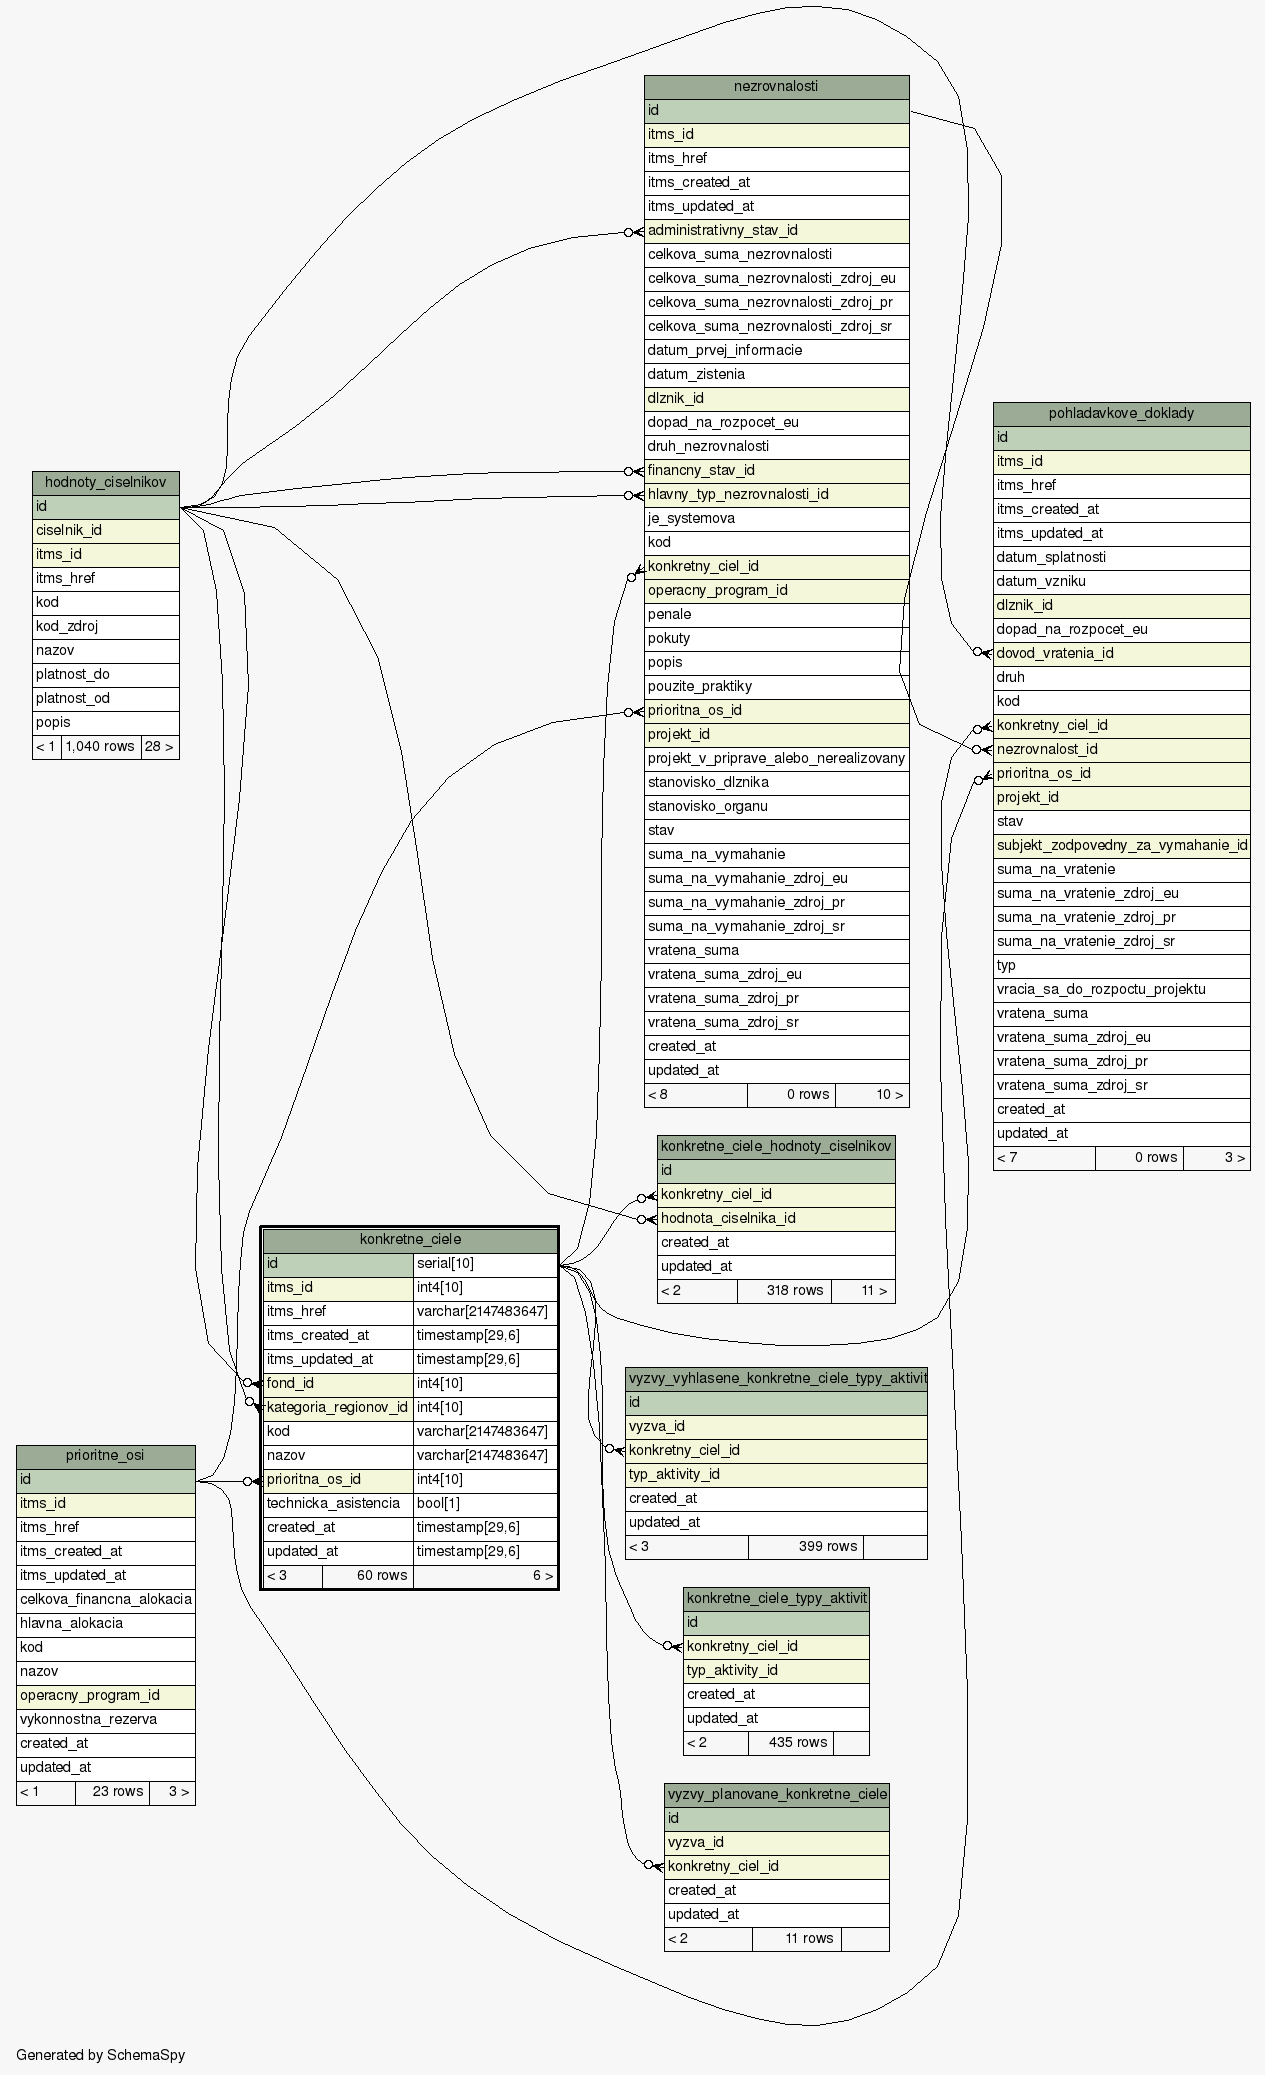 nezrovnalosti
id
itms_id
itms_href
itms_created_at
itms_updated_at
administrativny_stav_id
celkova_suma_nezrovnalosti
celkova_suma_nezrovnalosti_zdroj_eu
celkova_suma_nezrovnalosti_zdroj_pr
celkova_suma_nezrovnalosti_zdroj_sr
datum_prvej_informacie
datum_zistenia
dlznik_id
dopad_na_rozpocet_eu
druh_nezrovnalosti
financny_stav_id
hlavny_typ_nezrovnalosti_id
je_systemova
kod
konkretny_ciel_id
operacny_program_id
penale
pokuty
popis
pouzite_praktiky
prioritna_os_id
projekt_id
projekt_v_priprave_alebo_nerealizovany
stanovisko_dlznika
stanovisko_organu
stav
suma_na_vymahanie
suma_na_vymahanie_zdroj_eu
suma_na_vymahanie_zdroj_pr
suma_na_vymahanie_zdroj_sr
vratena_suma
vratena_suma_zdroj_eu
vratena_suma_zdroj_pr
vratena_suma_zdroj_sr
created_at
updated_at
< 8 0 rows 10 >
pohladavkove_doklady
id
itms_id
itms_href
itms_created_at
itms_updated_at
datum_splatnosti
datum_vzniku
dlznik_id
dopad_na_rozpocet_eu
dovod_vratenia_id
druh
kod
konkretny_ciel_id
nezrovnalost_id
prioritna_os_id
projekt_id
stav
subjekt_zodpovedny_za_vymahanie_id
suma_na_vratenie
suma_na_vratenie_zdroj_eu
suma_na_vratenie_zdroj_pr
suma_na_vratenie_zdroj_sr
typ
vracia_sa_do_rozpoctu_projektu
vratena_suma
vratena_suma_zdroj_eu
vratena_suma_zdroj_pr
vratena_suma_zdroj_sr
created_at
updated_at
< 7 0 rows 3 >
hodnoty_ciselnikov
id
ciselnik_id
itms_id
itms_href
kod
kod_zdroj
nazov
platnost_do
platnost_od
popis
< 1 1,040 rows 28 >
konkretne_ciele_hodnoty_ciselnikov
id
konkretny_ciel_id
hodnota_ciselnika_id
created_at
updated_at
< 2 318 rows 11 >
konkretne_ciele
id serial[10]
itms_id int4[10]
itms_href varchar[2147483647]
itms_created_at timestamp[29,6]
itms_updated_at timestamp[29,6]
fond_id int4[10]
kategoria_regionov_id int4[10]
kod varchar[2147483647]
nazov varchar[2147483647]
prioritna_os_id int4[10]
technicka_asistencia bool[1]
created_at timestamp[29,6]
updated_at timestamp[29,6]
< 3 60 rows 6 >
vyzvy_vyhlasene_konkretne_ciele_typy_aktivit
id
vyzva_id
konkretny_ciel_id
typ_aktivity_id
created_at
updated_at
< 3 399 rows
prioritne_osi
id
itms_id
itms_href
itms_created_at
itms_updated_at
celkova_financna_alokacia
hlavna_alokacia
kod
nazov
operacny_program_id
vykonnostna_rezerva
created_at
updated_at
< 1 23 rows 3 >
konkretne_ciele_typy_aktivit
id
konkretny_ciel_id
typ_aktivity_id
created_at
updated_at
< 2 435 rows
vyzvy_planovane_konkretne_ciele
id
vyzva_id
konkretny_ciel_id
created_at
updated_at
< 2 11 rows
Generated by SchemaSpy